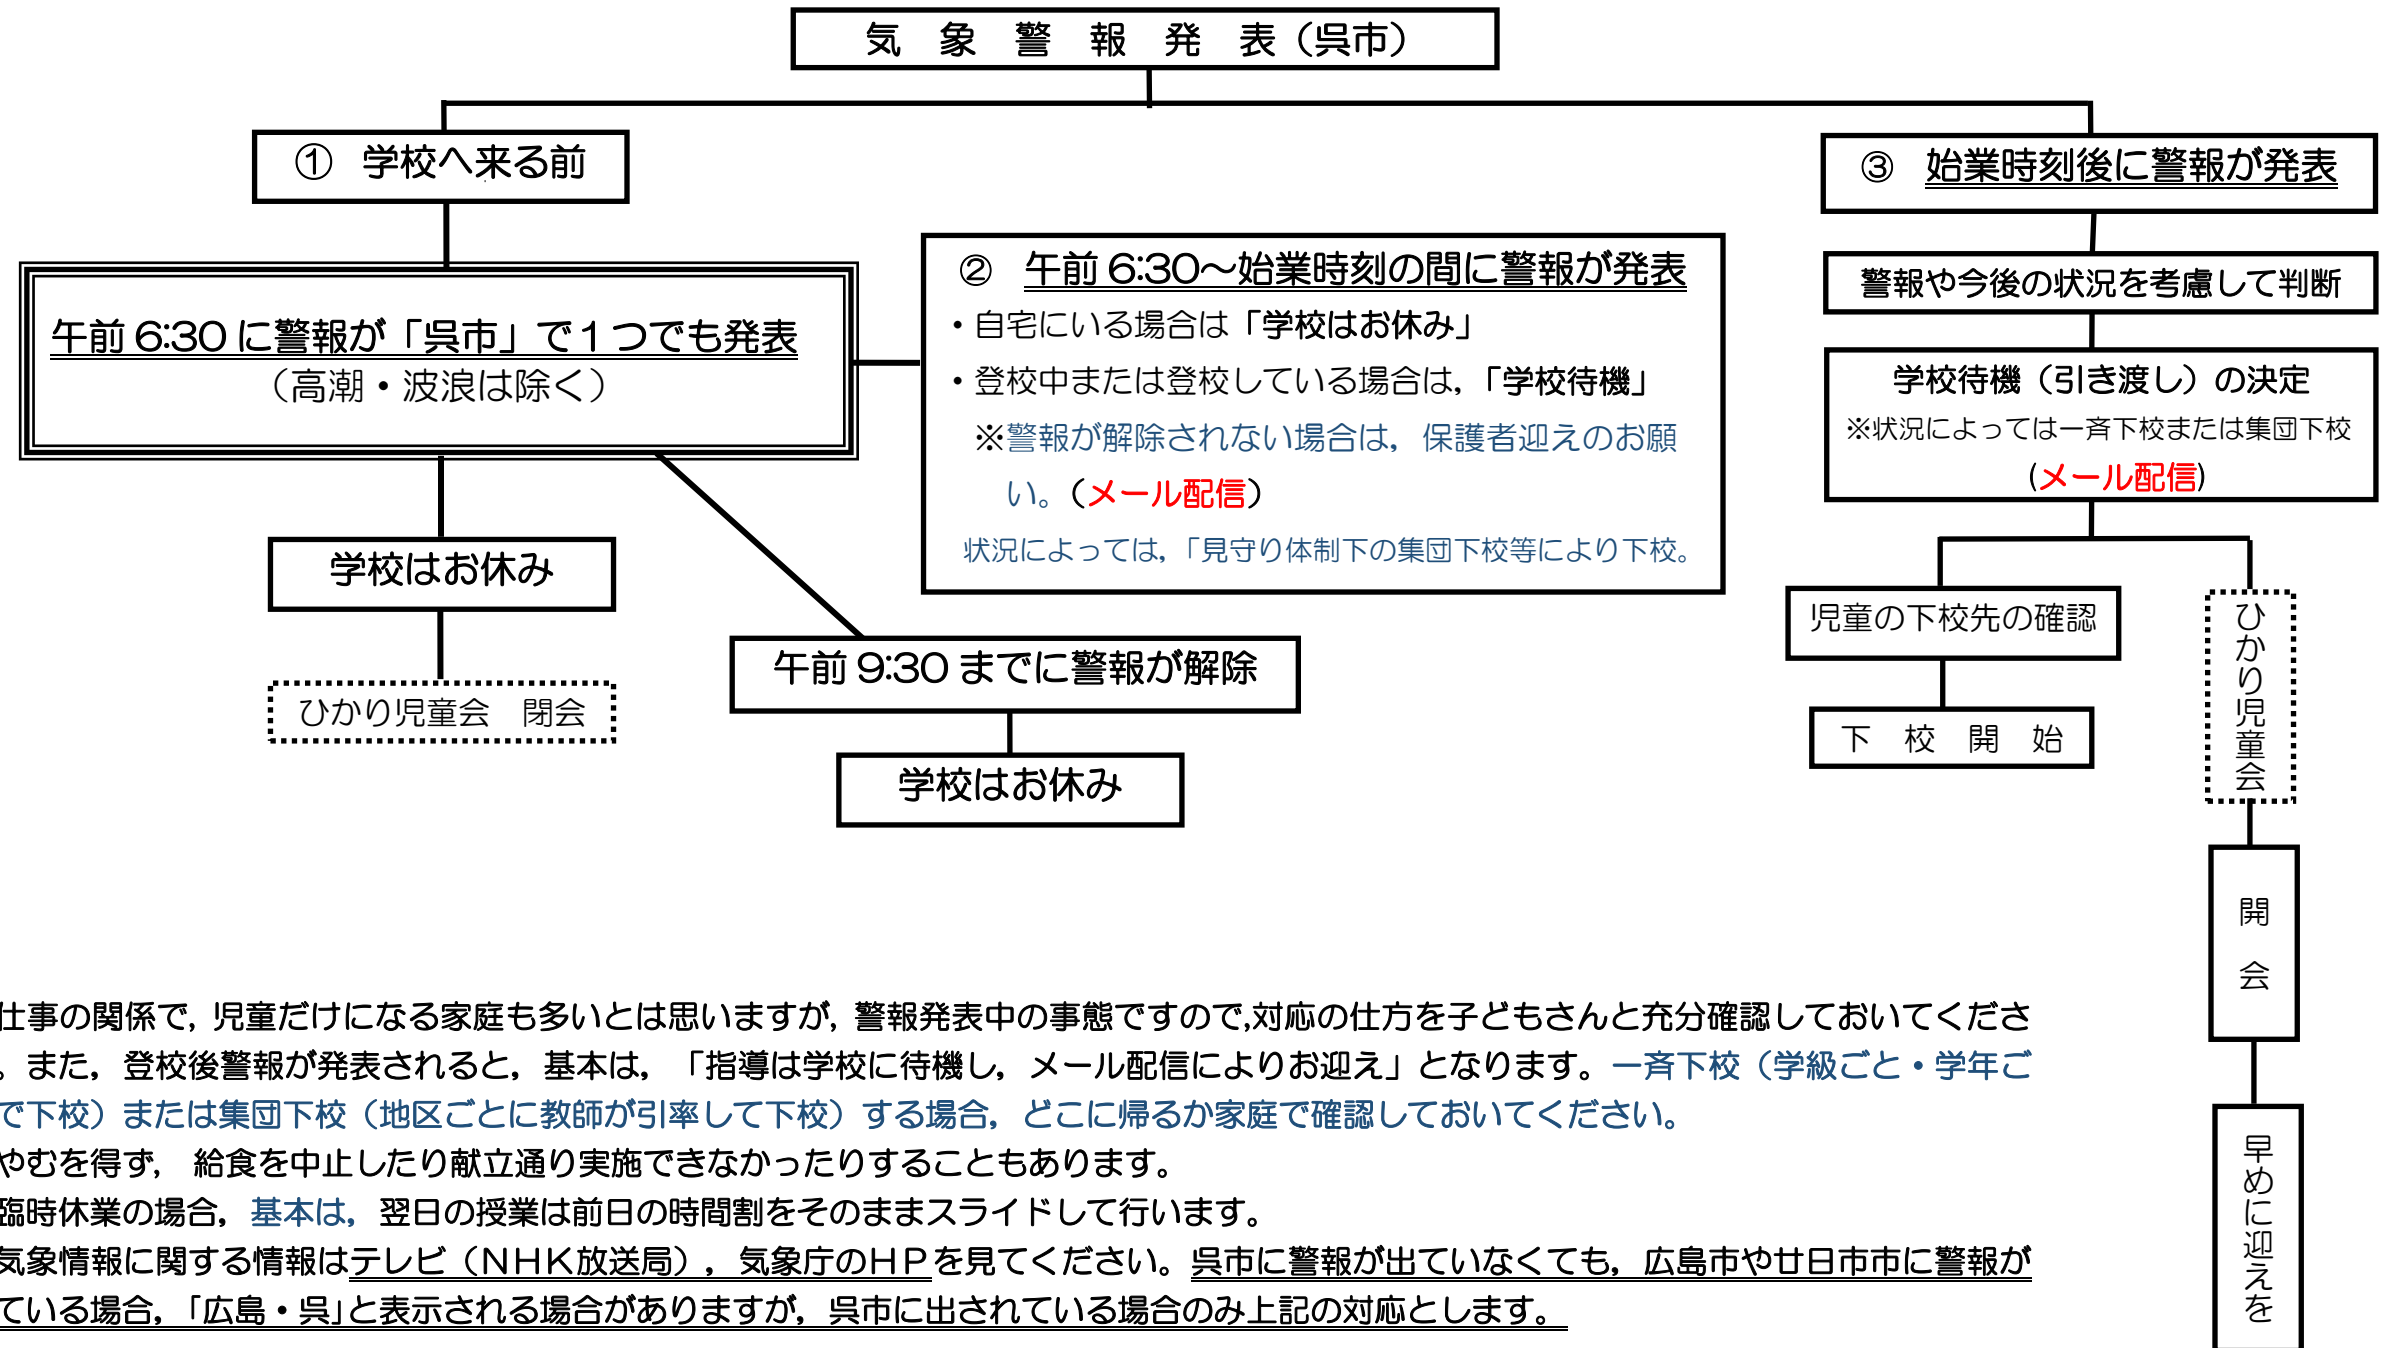 気　象　警　報　発　表（呉市）
①　学校へ来る前
午前 6:30 に警報が「呉市」で１つでも発表
（高潮・波浪は除く）
学校はお休み
ひかり児童会　閉会
午前 9:30 までに警報が解除
学校はお休み
②　午前 6:30～始業時刻の間に警報が発表
・自宅にいる場合は「学校はお休み」
・登校中または登校している場合は，「学校待機」
※警報が解除されない場合は，保護者迎えのお願
い。（メール配信）
状況によっては，「見守り体制下の集団下校等により下校。
③　始業時刻後に警報が発表
警報や今後の状況を考慮して判断
学校待機（引き渡し）の決定
※状況によっては一斉下校または集団下校
(メール配信)
児童の下校先の確認
下　校　開　始
ひかり児童会
開　会
早めに迎えを
仕事の関係で，児童だけになる家庭も多いとは思いますが，警報発表中の事態ですので,対応の仕方を子どもさんと充分確認しておいてくださ
。また，登校後警報が発表されると，基本は，「指導は学校に待機し，メール配信によりお迎え」となります。一斉下校（学級ごと・学年ご
で下校）または集団下校（地区ごとに教師が引率して下校）する場合，どこに帰るか家庭で確認しておいてください。
やむを得ず，給食を中止したり献立通り実施できなかったりすることもあります。
臨時休業の場合，基本は，翌日の授業は前日の時間割をそのままスライドして行います。
気象情報に関する情報はテレビ（ＮＨＫ放送局），気象庁のＨＰを見てください。呉市に警報が出ていなくても，広島市や廿日市市に警報が
ている場合，「広島・呉」と表示される場合がありますが，呉市に出されている場合のみ上記の対応とします。